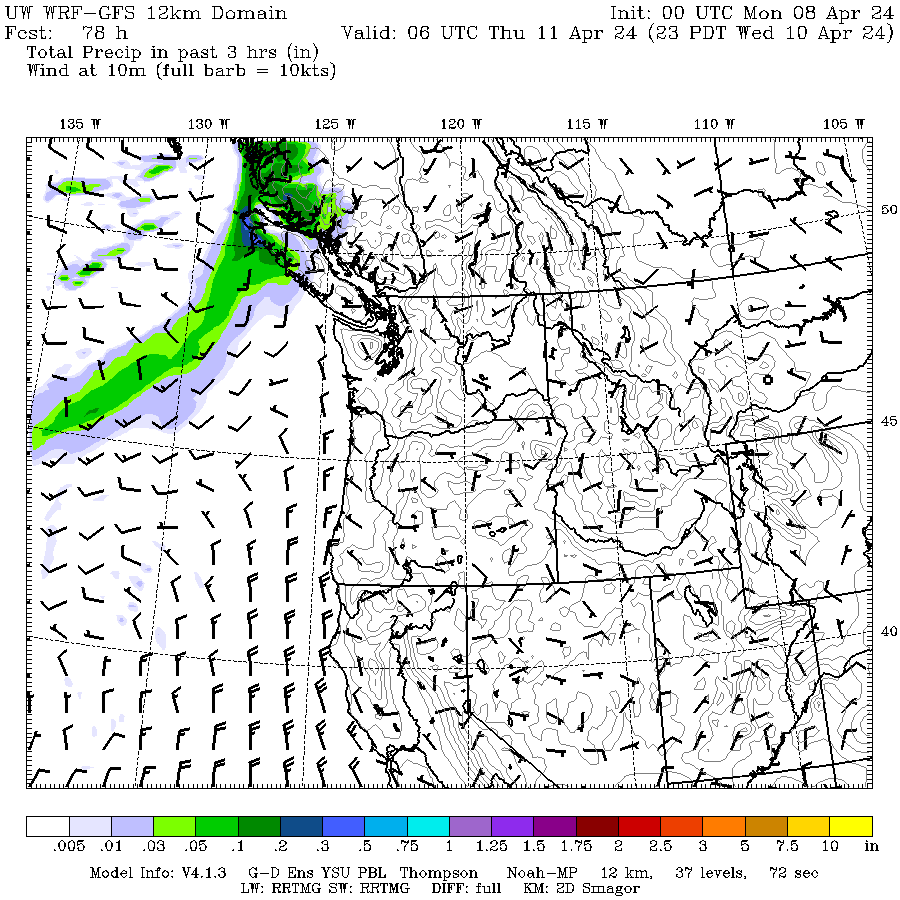 UW WRF-GFS 12km Domain Init: 00 UTC Mon 08 Apr 24
Fcst: 78 h Valid: 06 UTC Thu 11 Apr 24 (23 PDT Wed 10 Apr 24)
Total Precip in past 3 hrs (in)
Wind at 10m (full barb = 10kts)
135 W 130 W 125 W 120 W 115 W 110 W 105 W
50
45
40
.005 .01 .03 .05 .1 .2 .3 .5 .75 1 1.25 1.5 1.75 2 2.5 3 5 7.5 10 in
Model Info: V4.1.3 G-D Ens YSU PBL Thompson Noah-MP 12 km, 37 levels, 72 sec
LW: RRTMG SW: RRTMG DIFF: full KM: 2D Smagor